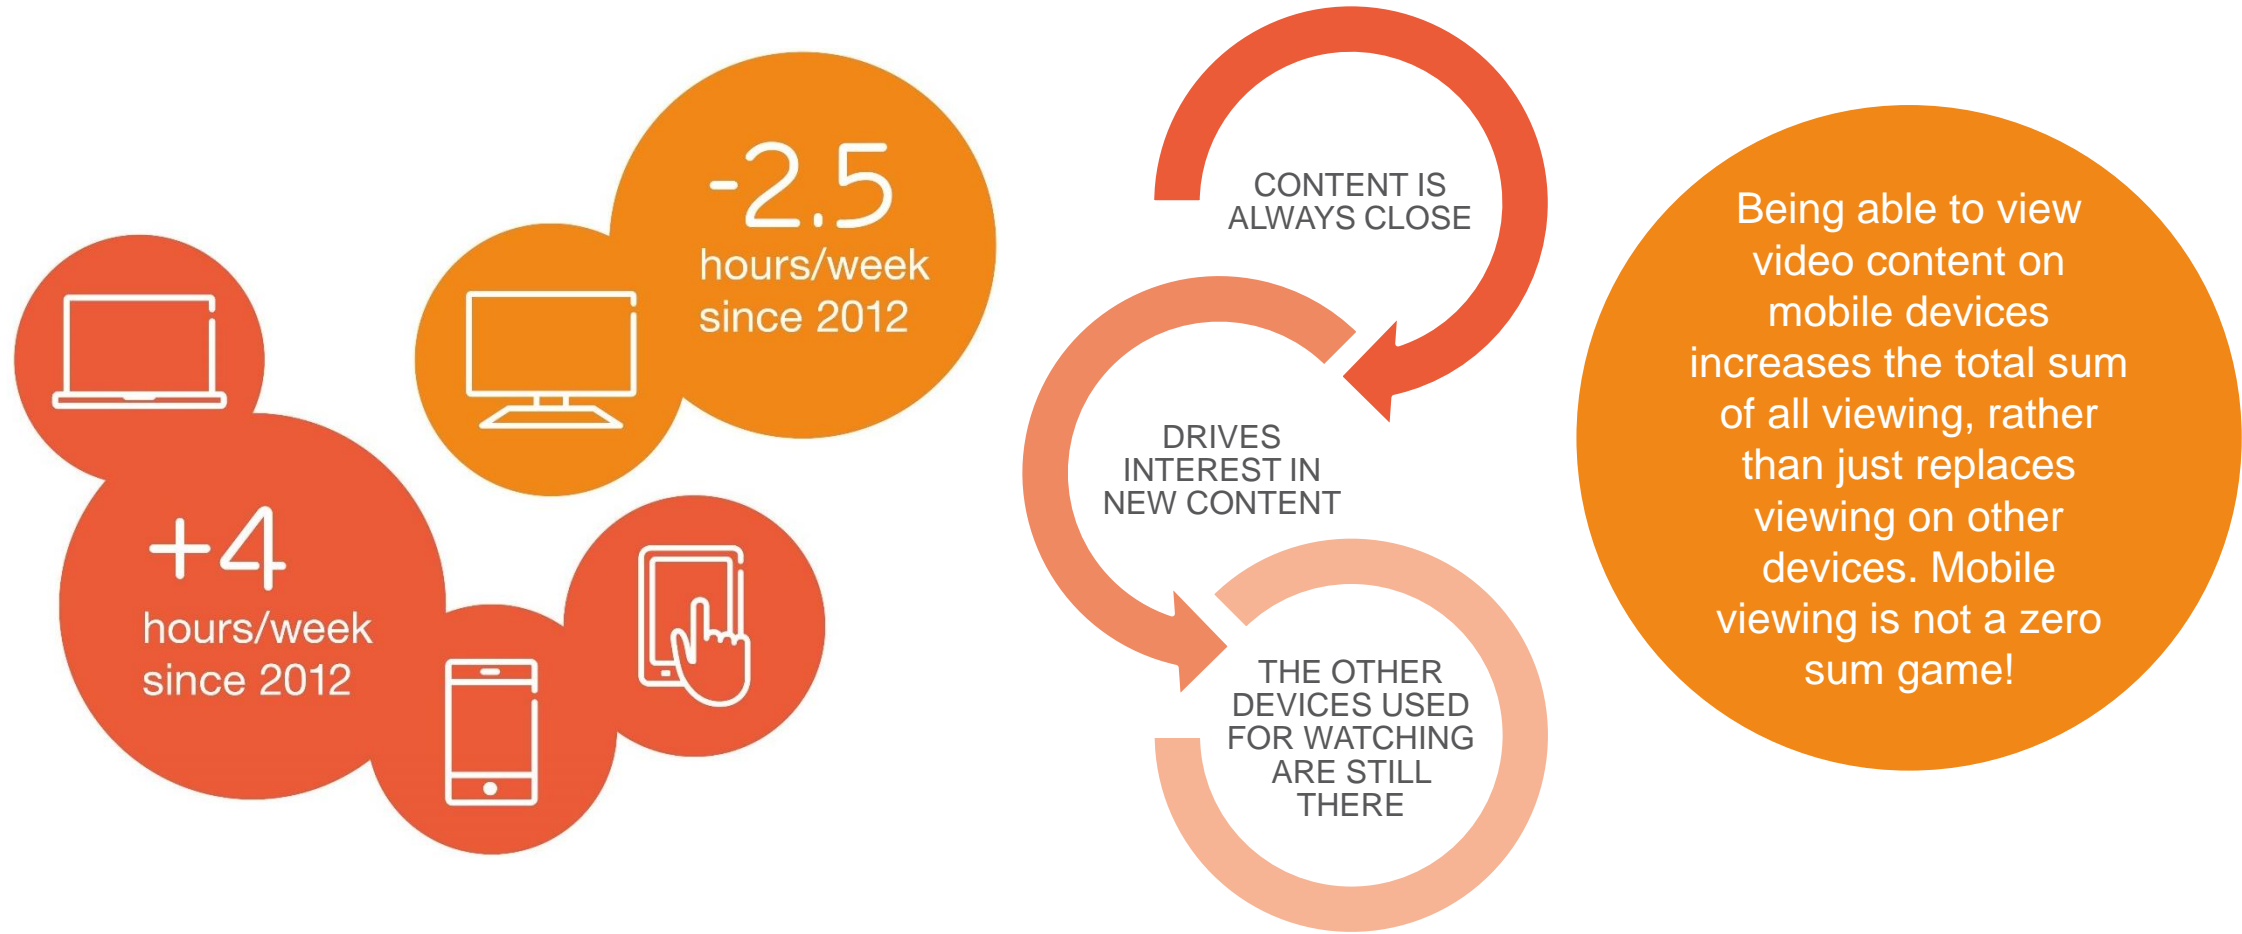 -2.5
hours/week
since 2012
+4
hours/week
since 2012
CONTENT IS
ALWAYS CLOSE
DRIVES
INTEREST IN
NEW CONTENT
THE OTHER
DEVICES USED
FOR WATCHING
ARE STILL
THERE
Being able to view
video content on
mobile devices
increases the total sum
of all viewing, rather
than just replaces
viewing on other
devices. Mobile
viewing is not a zero
sum game!